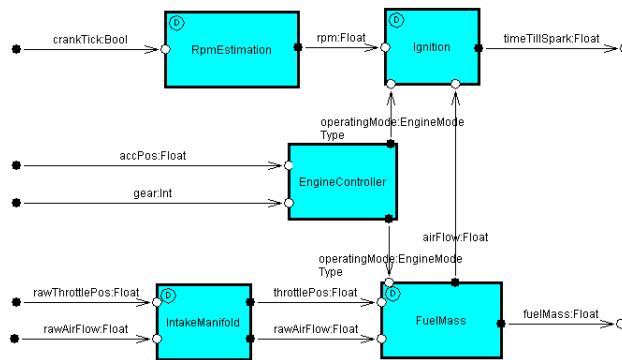 D
D
crankTick:Bool
RpmEstimation
rpm:Float
Ignition
timeTillSpark:Float
operatingMode:EngineMode
Type
accPos:Float
EngineController
gear:Int
airFlow:Float
operatingMode:EngineMode
Type
D
D
rawThrottlePos:Float
throttlePos:Float
IntakeManifold
FuelMass
fuelMass:Float
rawAirFlow:Float
rawAirFlow:Float